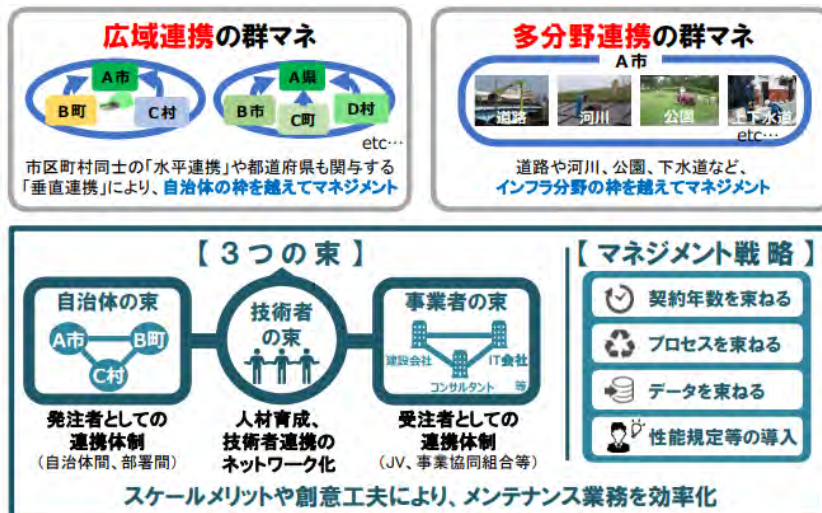 広域連携の群マネ
A市
B町
C村
A県
B市
C町
D村
etc…
市区町村同士の「水平連携」や都道府県も関与する
「垂直連携」により、自治体の枠を越えてマネジメント
多分野連携の群マネ
A市
道路
河川
公園
上下水道
etc…
道路や河川、公園、下水道など、
インフラ分野の枠を越えてマネジメント
【３つの束】
自治体の束
A市
B町
C村
発注者としての
連携体制
（自治体間、部署間）
技術者
の束
人材育成、
技術者連携の
ネットワーク化
事業者の束
建設会社
IT会社
コンサルタント 等
受注者としての
連携体制
（JV、事業協同組合等）
【マネジメント戦略】
契約年数を束ねる
プロセスを束ねる
データを束ねる
性能規定等の導入
スケールメリットや創意工夫により、メンテナンス業務を効率化